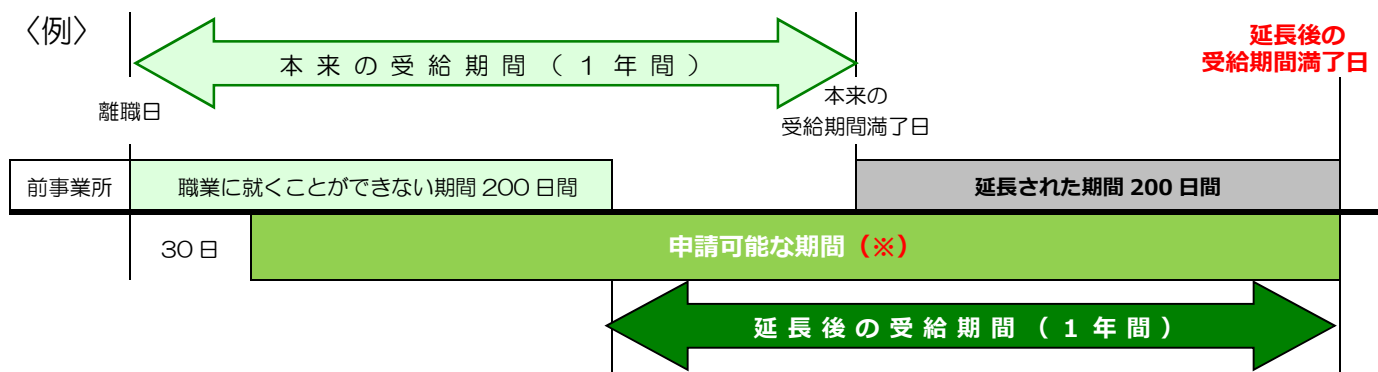 〈例〉
本来の受給期間（１年間）
延長後の
受給期間満了日
離職日
本来の
受給期間満了日
前事業所
職業に就くことができない期間 200 日間
延長された期間 200 日間
30 日
申請可能な期間（※）
延長後の受給期間（１年間）